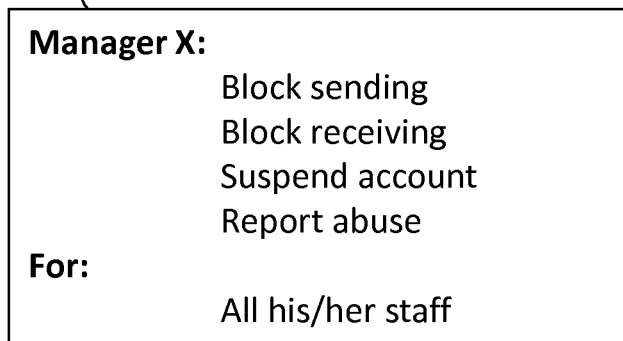 Manager X:
Block sending
Block receiving
Suspend account
Report abuse
For:
All his/her staff